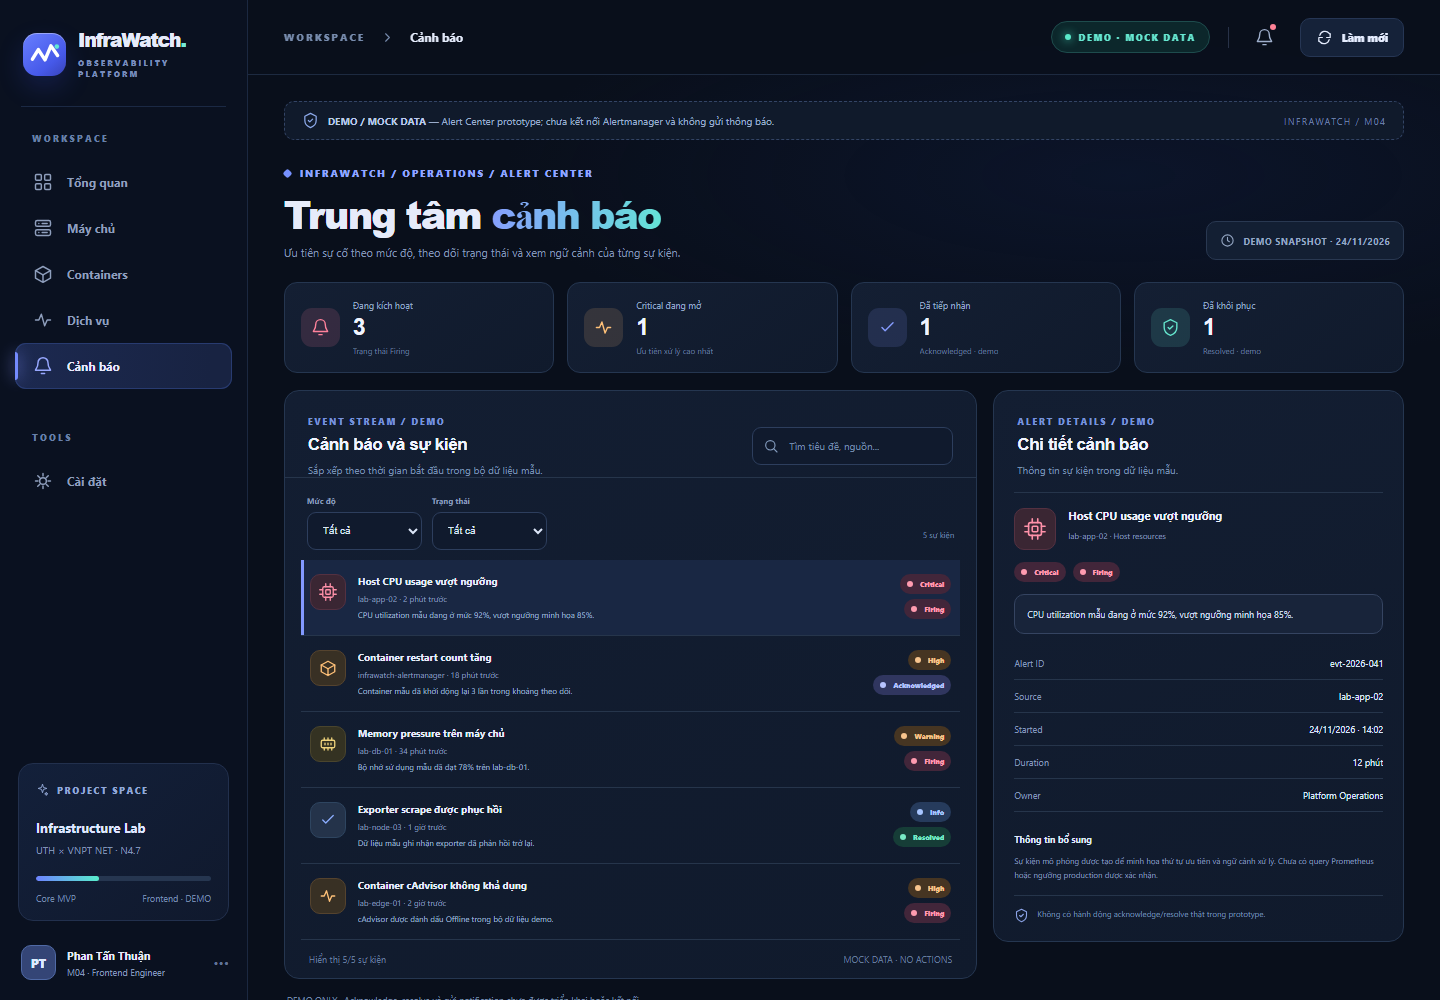 InfraWatch.
OBSERVABILITY
PLATFORM
WORKSPACE
Tổng quan
Máy chủ
Containers
Dịch vụ
Cảnh báo
TOOLS
Cài đặt
PROJECT SPACE
Infrastructure Lab
UTH × VNPT NET · N4.7
Core MVP
Frontend · DEMO
PT
Phan Tấn Thuận
M04 · Frontend Engineer
WORKSPACE > Cảnh báo
DEMO · MOCK DATA
Làm mới
DEMO / MOCK DATA — Alert Center prototype; chưa kết nối Alertmanager và không gửi thông báo.
INFRAWATCH / M04
INFRAWATCH / OPERATIONS / ALERT CENTER
Trung tâm cảnh báo
Ưu tiên sự cố theo mức độ, theo dõi trạng thái và xem ngữ cảnh của từng sự kiện.
DEMO SNAPSHOT · 24/11/2026
Đang kích hoạt
3
Trạng thái Firing
Critical đang mở
1
Ưu tiên xử lý cao nhất
Đã tiếp nhận
1
Acknowledged · demo
Đã khôi phục
1
Resolved · demo
EVENT STREAM / DEMO
Cảnh báo và sự kiện
Sắp xếp theo thời gian bắt đầu trong bộ dữ liệu mẫu.
Tìm tiêu đề, nguồn...
Mức độ
Tất cả
Trạng thái
Tất cả
5 sự kiện
Host CPU usage vượt ngưỡng
lab-app-02 · 2 phút trước
CPU utilization mẫu đang ở mức 92%, vượt ngưỡng minh họa 85%.
Critical
Firing
Container restart count tăng
infrawatch-alertmanager · 18 phút trước
Container mẫu đã khởi động lại 3 lần trong khoảng theo dõi.
High
Acknowledged
Memory pressure trên máy chủ
lab-db-01 · 34 phút trước
Bộ nhớ sử dụng mẫu đã đạt 78% trên lab-db-01.
Warning
Firing
Exporter scrape được phục hồi
lab-node-03 · 1 giờ trước
Dữ liệu mẫu ghi nhận exporter đã phản hồi trở lại.
Info
Resolved
Container cAdvisor không khả dụng
lab-edge-01 · 2 giờ trước
cAdvisor được đánh dấu Offline trong bộ dữ liệu demo.
High
Firing
Hiển thị 5/5 sự kiện
MOCK DATA · NO ACTIONS
DEMO ONLY · Acknowledge, resolve và gửi notification chưa được triển khai hoặc kết nối.
ALERT DETAILS / DEMO
Chi tiết cảnh báo
Thông tin sự kiện trong dữ liệu mẫu.
Host CPU usage vượt ngưỡng
lab-app-02 · Host resources
Critical
Firing
CPU utilization mẫu đang ở mức 92%, vượt ngưỡng minh họa 85%.
Alert ID
evt-2026-041
Source
lab-app-02
Started
24/11/2026 · 14:02
Duration
12 phút
Owner
Platform Operations
Thông tin bổ sung
Sự kiện mô phỏng được tạo để minh họa thứ tự ưu tiên và ngữ cảnh xử lý. Chưa có query Prometheus
hoặc ngưỡng production được xác nhận.
Không có hành động acknowledge/resolve thật trong prototype.